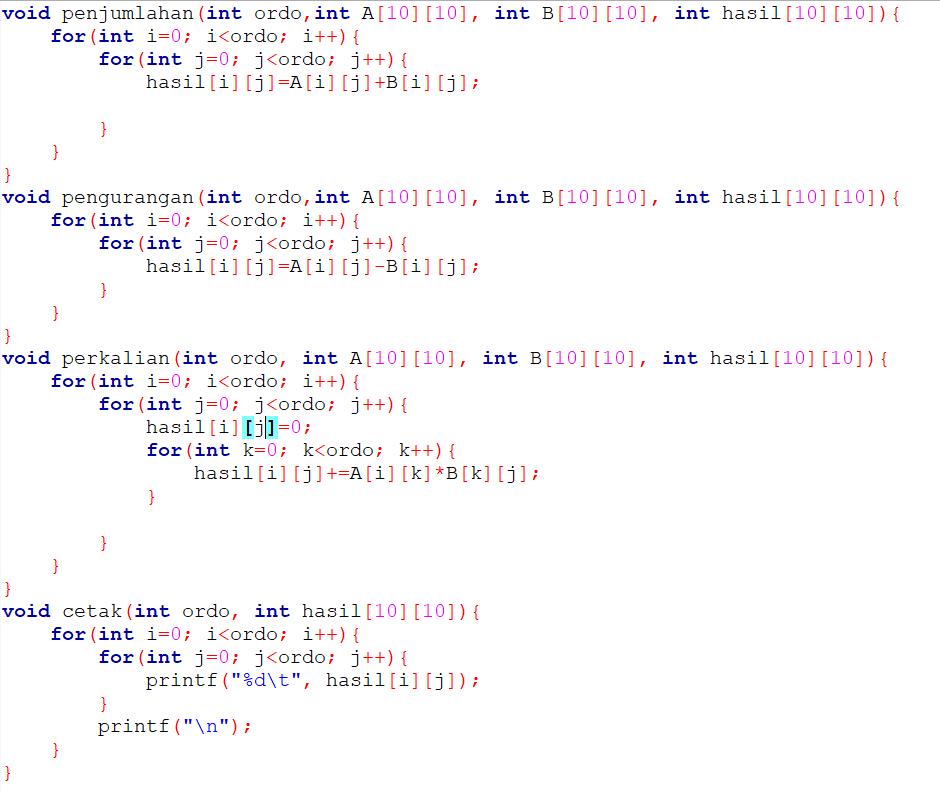 void penjumlahan(int ordo,int A[10][10], int B[10][10], int hasil[10][10]){
    for(int i=0; i<ordo; i++){
        for(int j=0; j<ordo; j++){
            hasil[i][j]=A[i][j]+B[i][j];

        }
    }
}
void pengurangan(int ordo,int A[10][10], int B[10][10], int hasil[10][10]){
    for(int i=0; i<ordo; i++){
        for(int j=0; j<ordo; j++){
            hasil[i][j]=A[i][j]-B[i][j];
        }
    }
}
void perkalian(int ordo, int A[10][10], int B[10][10], int hasil[10][10]){
    for(int i=0; i<ordo; i++){
        for(int j=0; j<ordo; j++){
            hasil[i][j]=0;
            for(int k=0; k<ordo; k++){
                hasil[i][j]+=A[i][k]*B[k][j];
            }

        }
    }
}
void cetak(int ordo, int hasil[10][10]){
    for(int i=0; i<ordo; i++){
        for(int j=0; j<ordo; j++){
            printf("%d\t", hasil[i][j]);
        }
        printf("\n");
    }
}